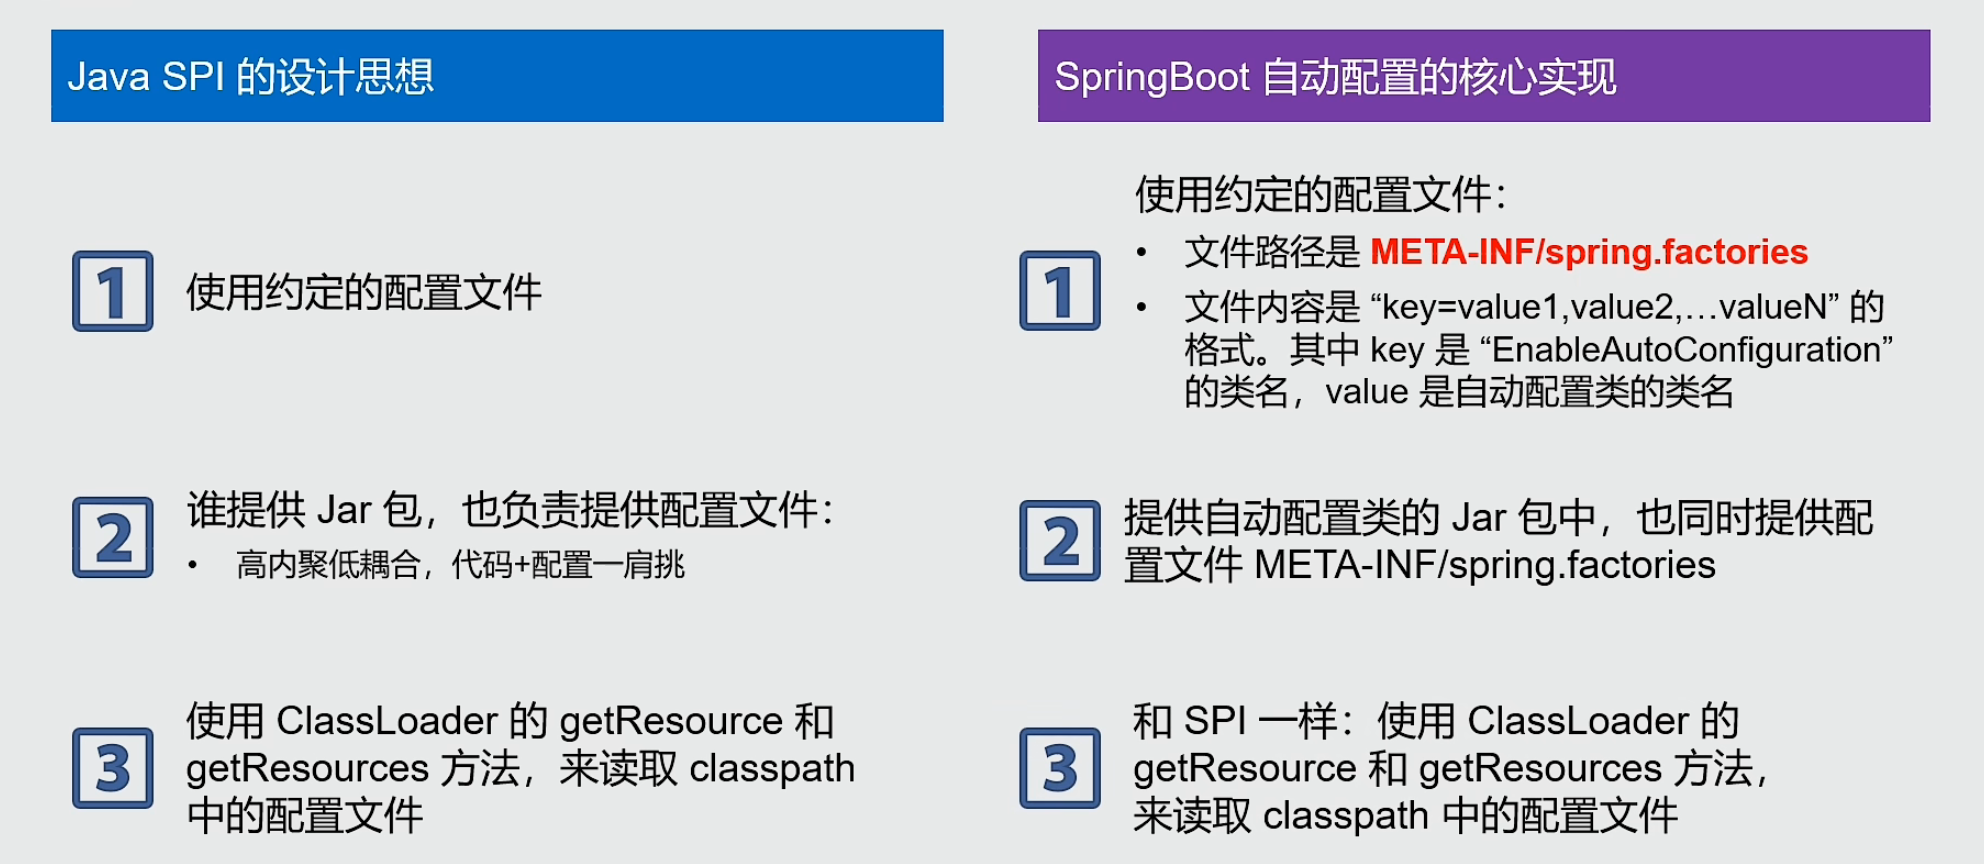 Java SPI 的设计思想
1
使用约定的配置文件
2
谁提供 Jar 包，也负责提供配置文件：
• 高内聚低耦合，代码+配置一肩挑
3
使用 ClassLoader 的 getResource 和
getResources 方法，来读取 classpath
中的配置文件
SpringBoot 自动配置的核心实现
1
使用约定的配置文件：
• 文件路径是 META-INF/spring.factories
• 文件内容是 “key=value1,value2,…valueN” 的
格式。其中 key 是 “EnableAutoConfiguration”
的类名，value 是自动配置类的类名
2
提供自动配置类的 Jar 包中，也同时提供配
置文件 META-INF/spring.factories
3
和 SPI 一样：使用 ClassLoader 的
getResource 和 getResources 方法，
来读取 classpath 中的配置文件